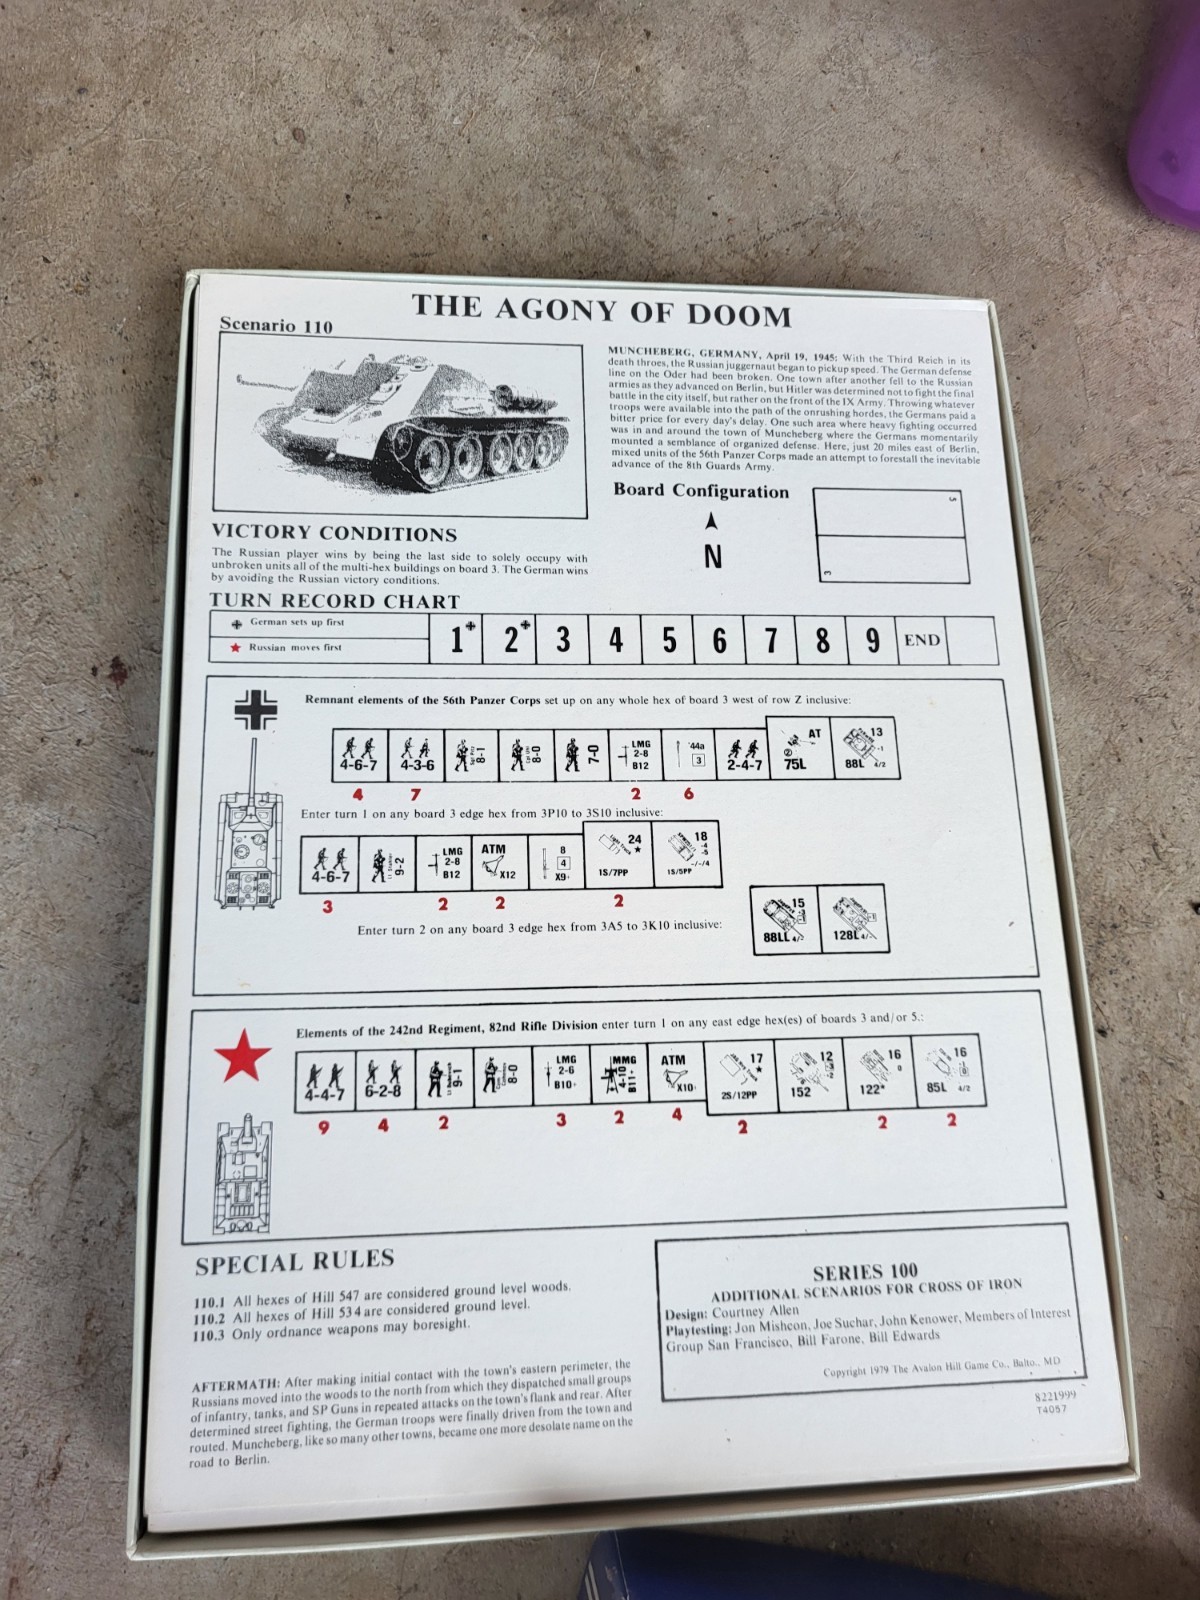 THE AGONY OF DOOM
Scenario 110
MUNCHEBERG, GERMANY, April 19, 1945: With the Third Reich in its
death throes, the Russian juggernaut began to pickup speed. The German defense
line on the Oder had been broken. One town after another fell to the Russian
armies as they advanced on Berlin, but Hitler was determined not to fight the final
battle in the city itself, but rather on the front of the IX Army. Throwing whatever
troops were available into the path of the onrushing hordes, the Germans paid a
bitter price for every day's delay. One such area where heavy fighting occurred
was in and around the town of Muncheberg where the Germans momentarily
mounted a semblance of organized defense. Here, just 20 miles east of Berlin,
mixed units of the 56th Panzer Corps made an attempt to forestall the inevitable
advance of the 8th Guards Army.
Board Configuration
N
5
3
VICTORY CONDITIONS
The Russian player wins by being the last side to solely occupy with
unbroken units all of the multi-hex buildings on board 3. The German wins
by avoiding the Russian victory conditions.
TURN RECORD CHART
German sets up first
Russian moves first
1 2 3 4 5 6 7 8 9 END
Remnant elements of the 56th Panzer Corps set up on any whole hex of board 3 west of row Z inclusive:
4-6-7
4-3-6
8-1
8-0
7-0
LMG 2-8 B12
'44a 3
2-4-7
AT 75L
13 -1 88L 4/2
4 7 2 6
Enter turn 1 on any board 3 edge hex from 3P10 to 3S10 inclusive:
4-6-7
9-2
LMG 2-8 B12
ATM X12
8 4 X9
Light Truck 24 1S/7PP
18 -4 -5 -/-/4 1S/5PP
3 2 2 2
Enter turn 2 on any board 3 edge hex from 3A5 to 3K10 inclusive:
15 88LL 4/2
128L
Elements of the 242nd Regiment, 82nd Rifle Division enter turn 1 on any east edge hex(es) of boards 3 and/or 5.:
4-4-7
6-2-8
9-1
8-0
LMG 2-6 B10
MMG 4-10 B11
ATM X10
17 2S/12PP
12 152
16 0 122*
16 85L 4/2
9 4 2 3 2 4 2 2 2
SPECIAL RULES
110.1 All hexes of Hill 547 are considered ground level woods.
110.2 All hexes of Hill 534 are considered ground level.
110.3 Only ordnance weapons may boresight.
AFTERMATH: After making initial contact with the town's eastern perimeter, the
Russians moved into the woods to the north from which they dispatched small groups
of infantry, tanks, and SP Guns in repeated attacks on the town's flank and rear. After
determined street fighting, the German troops were finally driven from the town and
routed. Muncheberg, like so many other towns, became one more desolate name on the
road to Berlin.
SERIES 100
ADDITIONAL SCENARIOS FOR CROSS OF IRON
Design: Courtney Allen
Playtesting: Jon Mishcon, Joe Suchar, John Kenower, Members of Interest
Group San Francisco, Bill Farone, Bill Edwards
Copyright 1979 The Avalon Hill Game Co., Balto., MD
8221999
T4057